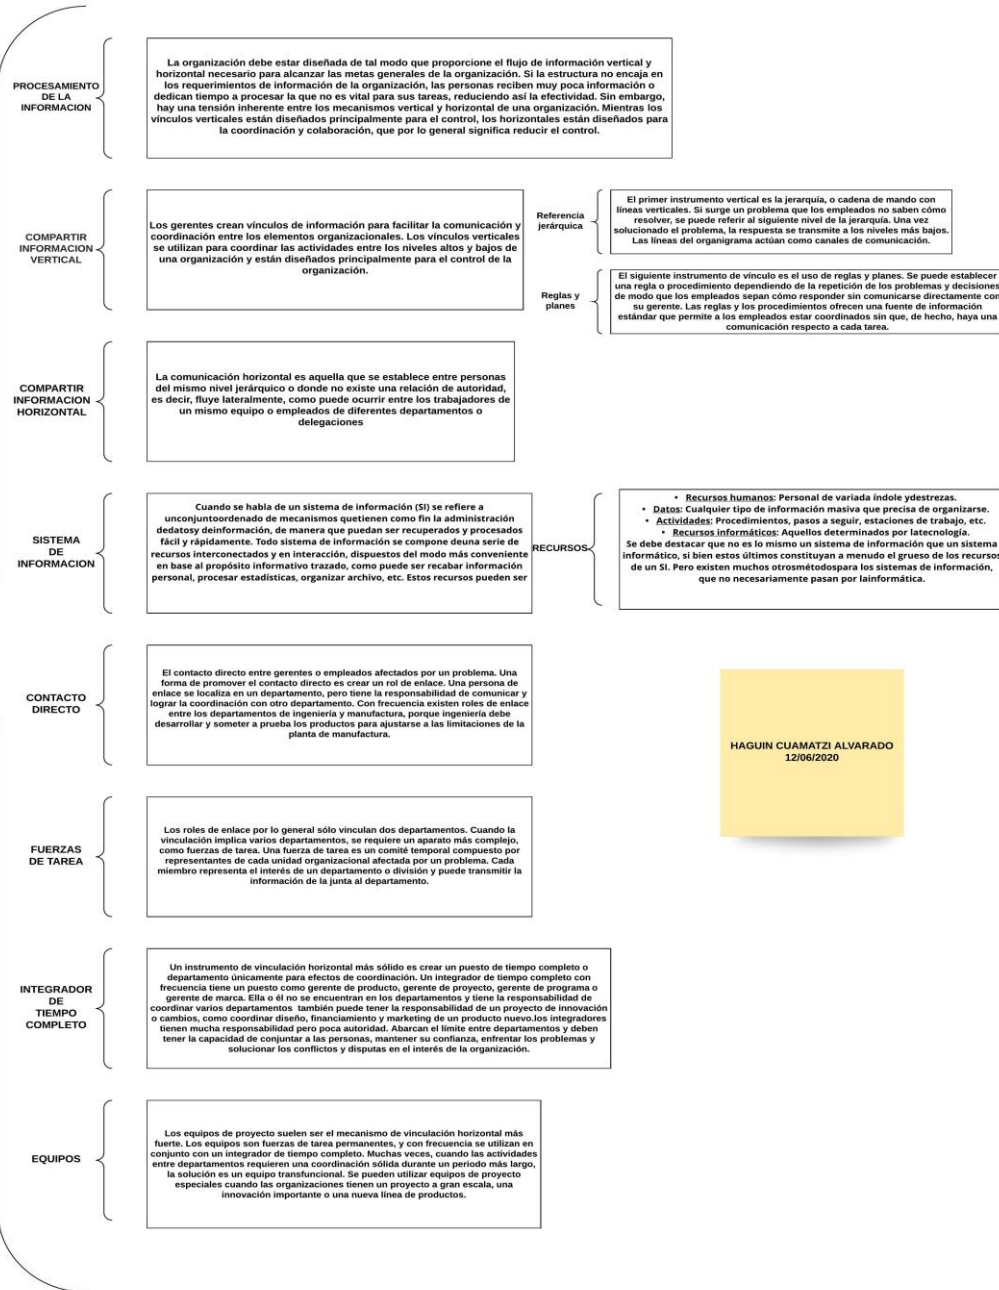 PROCESAMIENTO
DE LA
INFORMACION
La organización debe estar diseñada de tal modo que proporcione el flujo de información vertical y
horizontal necesario para alcanzar las metas generales de la organización. Si la estructura no encaja en
los requerimientos de información de la organización, las personas reciben muy poca información o
dedican tiempo a procesar la que no es vital para sus tareas, reduciendo así la efectividad. Sin embargo,
hay una tensión inherente entre los mecanismos vertical y horizontal de una organización. Mientras los
vínculos verticales están diseñados principalmente para el control, los horizontales están diseñados para
la coordinación y colaboración, que por lo general significa reducir el control.
COMPARTIR
INFORMACION
VERTICAL
Los gerentes crean vínculos de información para facilitar la comunicación y
coordinación entre los elementos organizacionales. Los vínculos verticales
se utilizan para coordinar las actividades entre los niveles altos y bajos de
una organización y están diseñados principalmente para el control de la
organización.
Referencia
jerárquica
El primer instrumento vertical es la jerarquía, o cadena de mando con
líneas verticales. Si surge un problema que los empleados no saben cómo
resolver, se puede referir al siguiente nivel de la jerarquía. Una vez
solucionado el problema, la respuesta se transmite a los niveles más bajos.
Las líneas del organigrama actúan como canales de comunicación.
Reglas y
planes
El siguiente instrumento de vínculo es el uso de reglas y planes. Se puede establecer
una regla o procedimiento dependiendo de la repetición de los problemas y decisiones
de modo que los empleados sepan cómo responder sin comunicarse directamente con
su gerente. Las reglas y los procedimientos ofrecen una fuente de información
estándar que permite a los empleados estar coordinados sin que, de hecho, haya una
comunicación respecto a cada tarea.
COMPARTIR
INFORMACION
HORIZONTAL
La comunicación horizontal es aquella que se establece entre personas
del mismo nivel jerárquico o donde no existe una relación de autoridad,
es decir, fluye lateralmente, como puede ocurrir entre los trabajadores de
un mismo equipo o empleados de diferentes departamentos o
delegaciones
SISTEMA
DE
INFORMACION
Cuando se habla de un sistema de información (SI) se refiere a
unconjuntoordenado de mecanismos quetienen como fin la administración
dedatosy deinformación, de manera que puedan ser recuperados y procesados
fácil y rápidamente. Todo sistema de información se compone deuna serie de
recursos interconectados y en interacción, dispuestos del modo más conveniente
en base al propósito informativo trazado, como puede ser recabar información
personal, procesar estadísticas, organizar archivo, etc. Estos recursos pueden ser
RECURSOS
• Recursos humanos: Personal de variada índole ydestrezas.
• Datos: Cualquier tipo de información masiva que precisa de organizarse.
• Actividades: Procedimientos, pasos a seguir, estaciones de trabajo, etc.
• Recursos informáticos: Aquellos determinados por latecnología.
Se debe destacar que no es lo mismo un sistema de información que un sistema
informático, si bien estos últimos constituyan a menudo el grueso de los recursos
de un SI. Pero existen muchos otrosmétodospara los sistemas de información,
que no necesariamente pasan por lainformática.
CONTACTO
DIRECTO
El contacto directo entre gerentes o empleados afectados por un problema. Una
forma de promover el contacto directo es crear un rol de enlace. Una persona de
enlace se localiza en un departamento, pero tiene la responsabilidad de comunicar y
lograr la coordinación con otro departamento. Con frecuencia existen roles de enlace
entre los departamentos de ingeniería y manufactura, porque ingeniería debe
desarrollar y someter a prueba los productos para ajustarse a las limitaciones de la
planta de manufactura.
HAGUIN CUAMATZI ALVARADO
12/06/2020
FUERZAS
DE TAREA
Los roles de enlace por lo general sólo vinculan dos departamentos. Cuando la
vinculación implica varios departamentos, se requiere un aparato más complejo,
como fuerzas de tarea. Una fuerza de tarea es un comité temporal compuesto por
representantes de cada unidad organizacional afectada por un problema. Cada
miembro representa el interés de un departamento o división y puede transmitir la
información de la junta al departamento.
INTEGRADOR
DE
TIEMPO
COMPLETO
Un instrumento de vinculación horizontal más sólido es crear un puesto de tiempo completo o
departamento únicamente para efectos de coordinación. Un integrador de tiempo completo con
frecuencia tiene un puesto como gerente de producto, gerente de proyecto, gerente de programa o
gerente de marca. Ella o él no se encuentran en los departamentos y tiene la responsabilidad de
coordinar varios departamentos también puede tener la responsabilidad de un proyecto de innovación
o cambios, como coordinar diseño, financiamiento y marketing de un producto nuevo.los integradores
tienen mucha responsabilidad pero poca autoridad. Abarcan el límite entre departamentos y deben
tener la capacidad de conjuntar a las personas, mantener su confianza, enfrentar los problemas y
solucionar los conflictos y disputas en el interés de la organización.
EQUIPOS
Los equipos de proyecto suelen ser el mecanismo de vinculación horizontal más
fuerte. Los equipos son fuerzas de tarea permanentes, y con frecuencia se utilizan en
conjunto con un integrador de tiempo completo. Muchas veces, cuando las actividades
entre departamentos requieren una coordinación sólida durante un periodo más largo,
la solución es un equipo transfuncional. Se pueden utilizar equipos de proyecto
especiales cuando las organizaciones tienen un proyecto a gran escala, una
innovación importante o una nueva línea de productos.